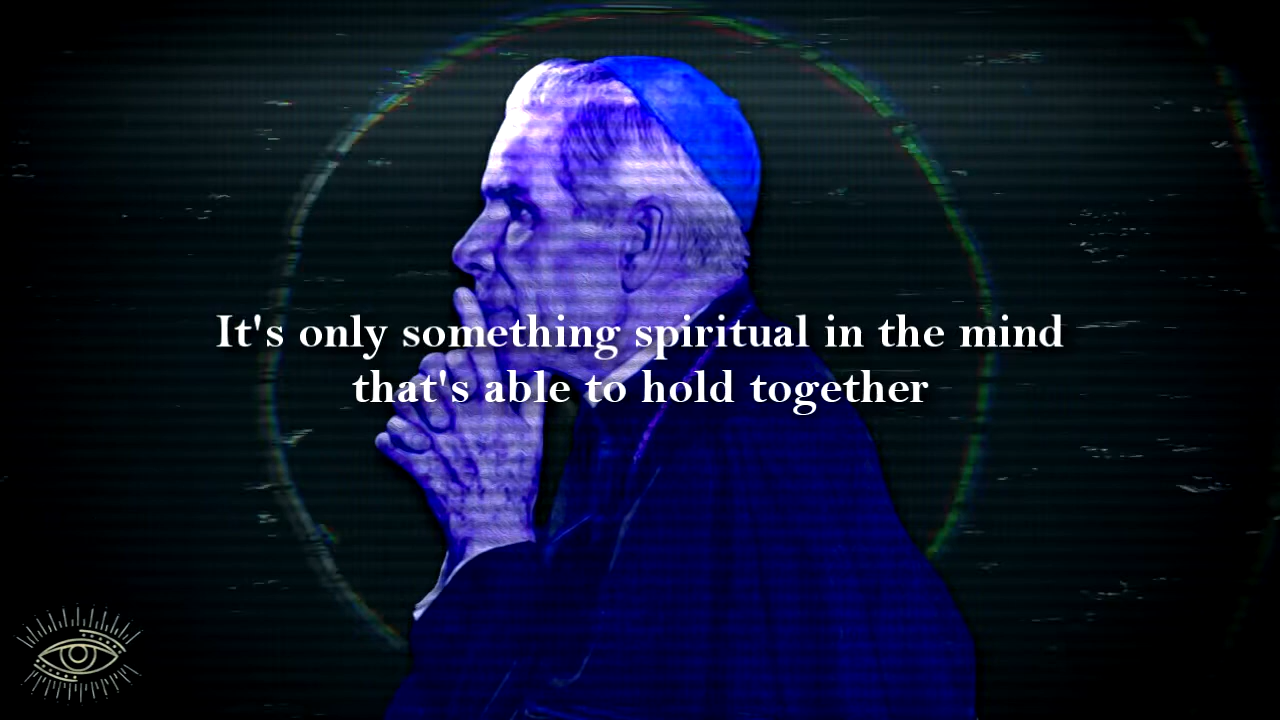 It's only something spiritual in the mind
that's able to hold together